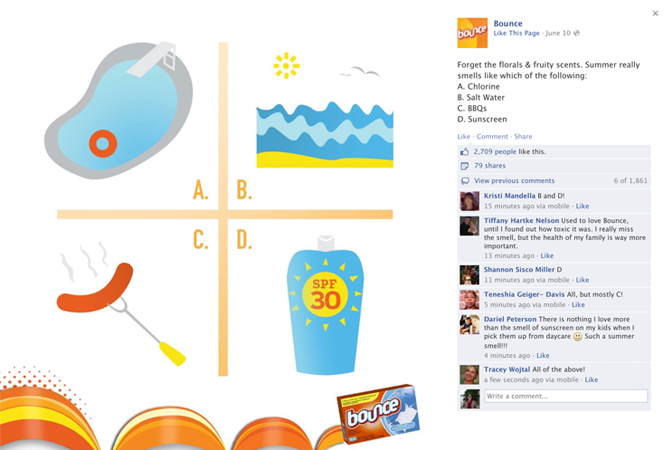 A.
B.
C.
D.
SPF
30
bounce
bounce
Bounce
Like This Page · June 10
Forget the florals & fruity scents. Summer really
smells like which of the following:
A. Chlorine
B. Salt Water
C. BBQs
D. Sunscreen
Like · Comment · Share
2,709 people like this.
79 shares
View previous comments 6 of 1,861
Kristi Mandella B and D!
15 minutes ago via mobile · Like
Tiffany Hartke Nelson Used to love Bounce,
until I found out how toxic it was. I really miss
the smell, but the health of my family is way more
important.
13 minutes ago · Like
Shannon Sisco Miller D
11 minutes ago via mobile · Like
Teneshia Geiger- Davis All, but mostly C!
5 minutes ago via mobile · Like
Dariel Peterson There is nothing I love more
than the smell of sunscreen on my kids when I
pick them up from daycare Such a summer
smell!!!
4 minutes ago · Like
Tracey Wojtal All of the above!
a few seconds ago via mobile · Like
Write a comment...